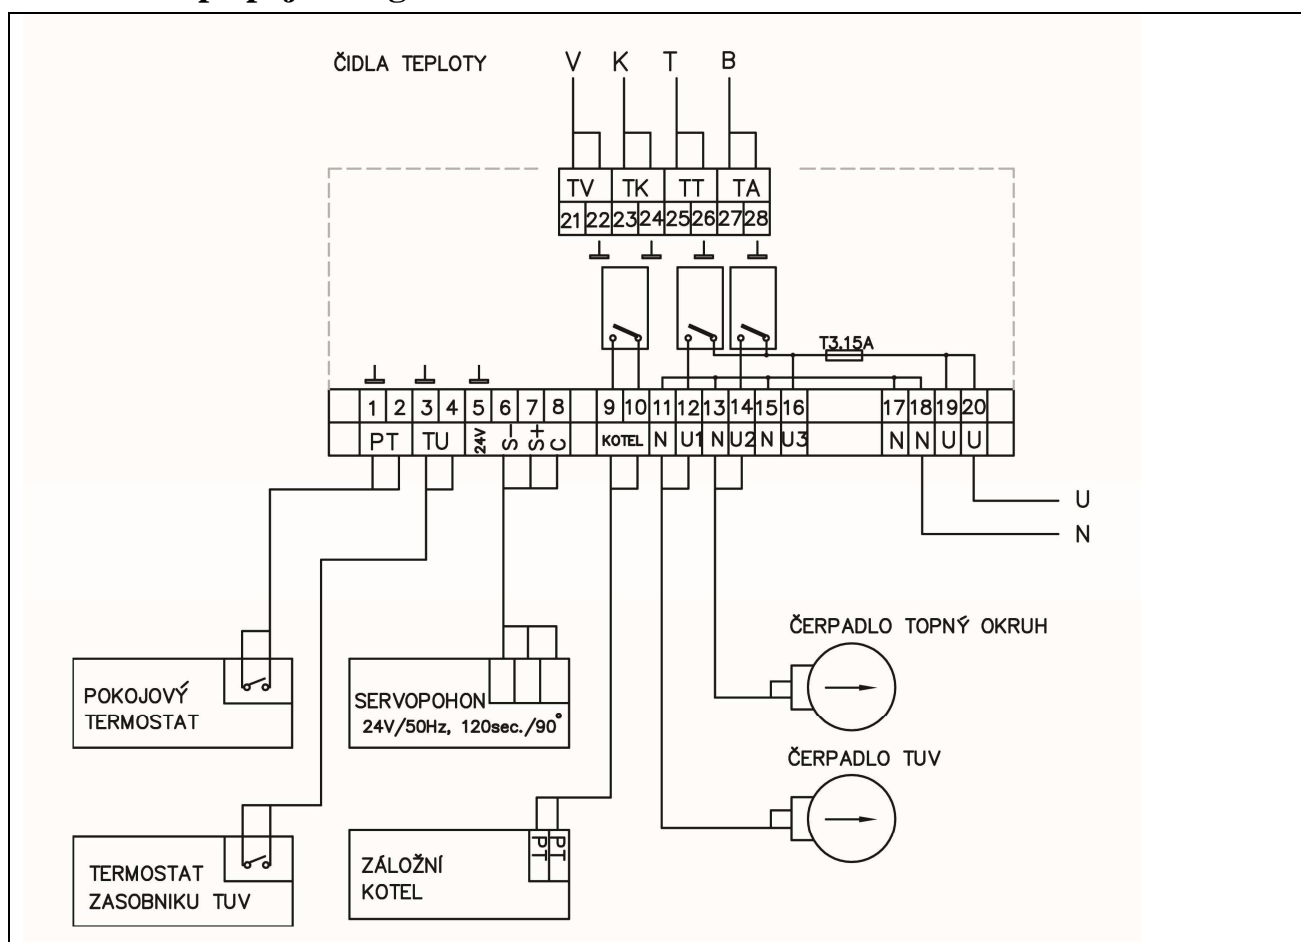 ČIDLA TEPLOTY V K T B
TV TK TT TA
21 22 23 24 25 26 27 28
T3,15A
1 2 3 4 5 6 7 8 9 10 11 12 13 14 15 16 17 18 19 20
PT TU 24V S- S+ C KOTEL N U1 N U2 N U3 N N U U
U
N
ČERPADLO TOPNÝ OKRUH
POKOJOVÝ
TERMOSTAT
SERVOPOHON
24V/50Hz, 120sec./90°
ČERPADLO TUV
PT PT
TERMOSTAT
ZASOBNIKU TUV
ZÁLOŽNÍ
KOTEL